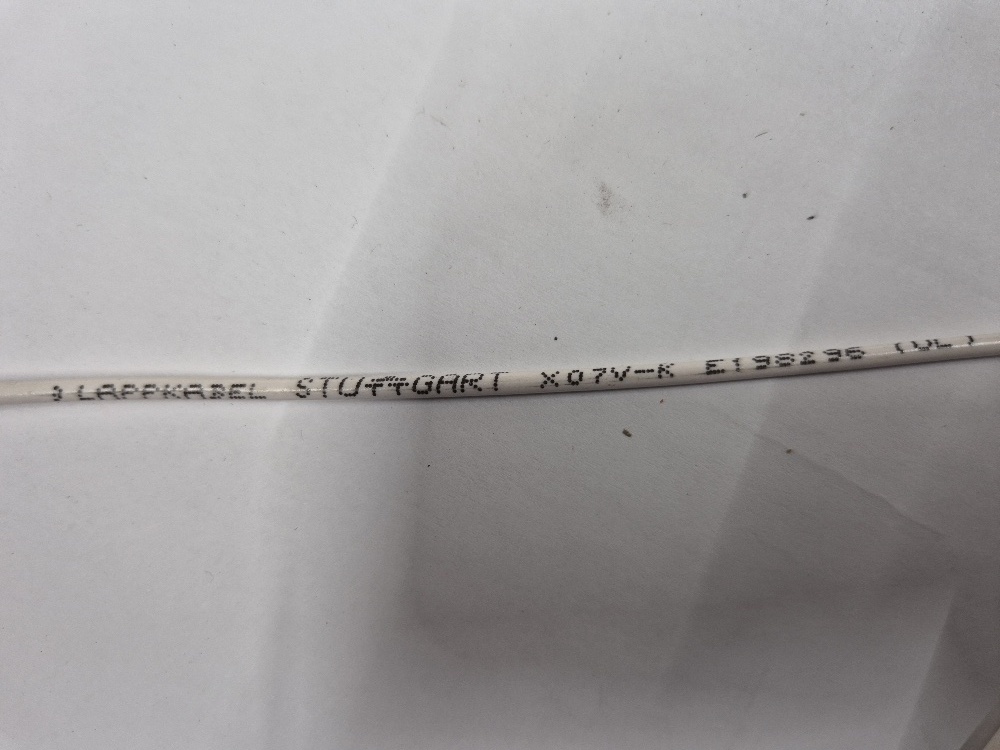 LAPPKABEL STUTTGART X07V-K E198296 (UL)